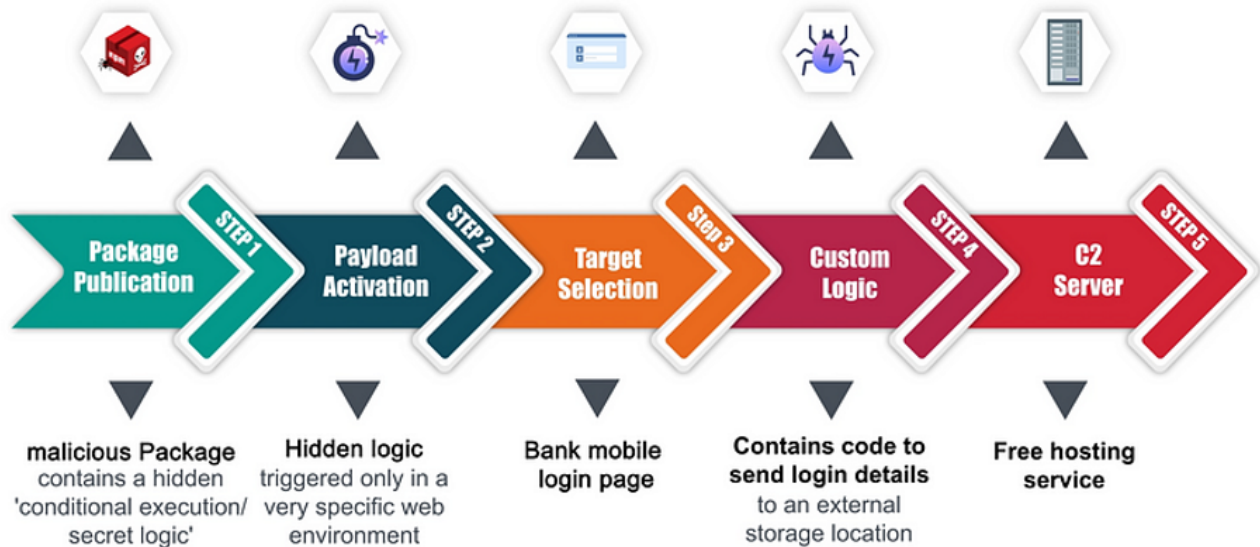 npm
STEP 1
STEP 2
Step 3
STEP 4
STEP 5
Package
Publication
Payload
Activation
Target
Selection
Custom
Logic
C2
Server
malicious Package
contains a hidden
'conditional execution/
secret logic'
Hidden logic
triggered only in a
very specific web
environment
Bank mobile
login page
Contains code to
send login details
to an external
storage location
Free hosting
service